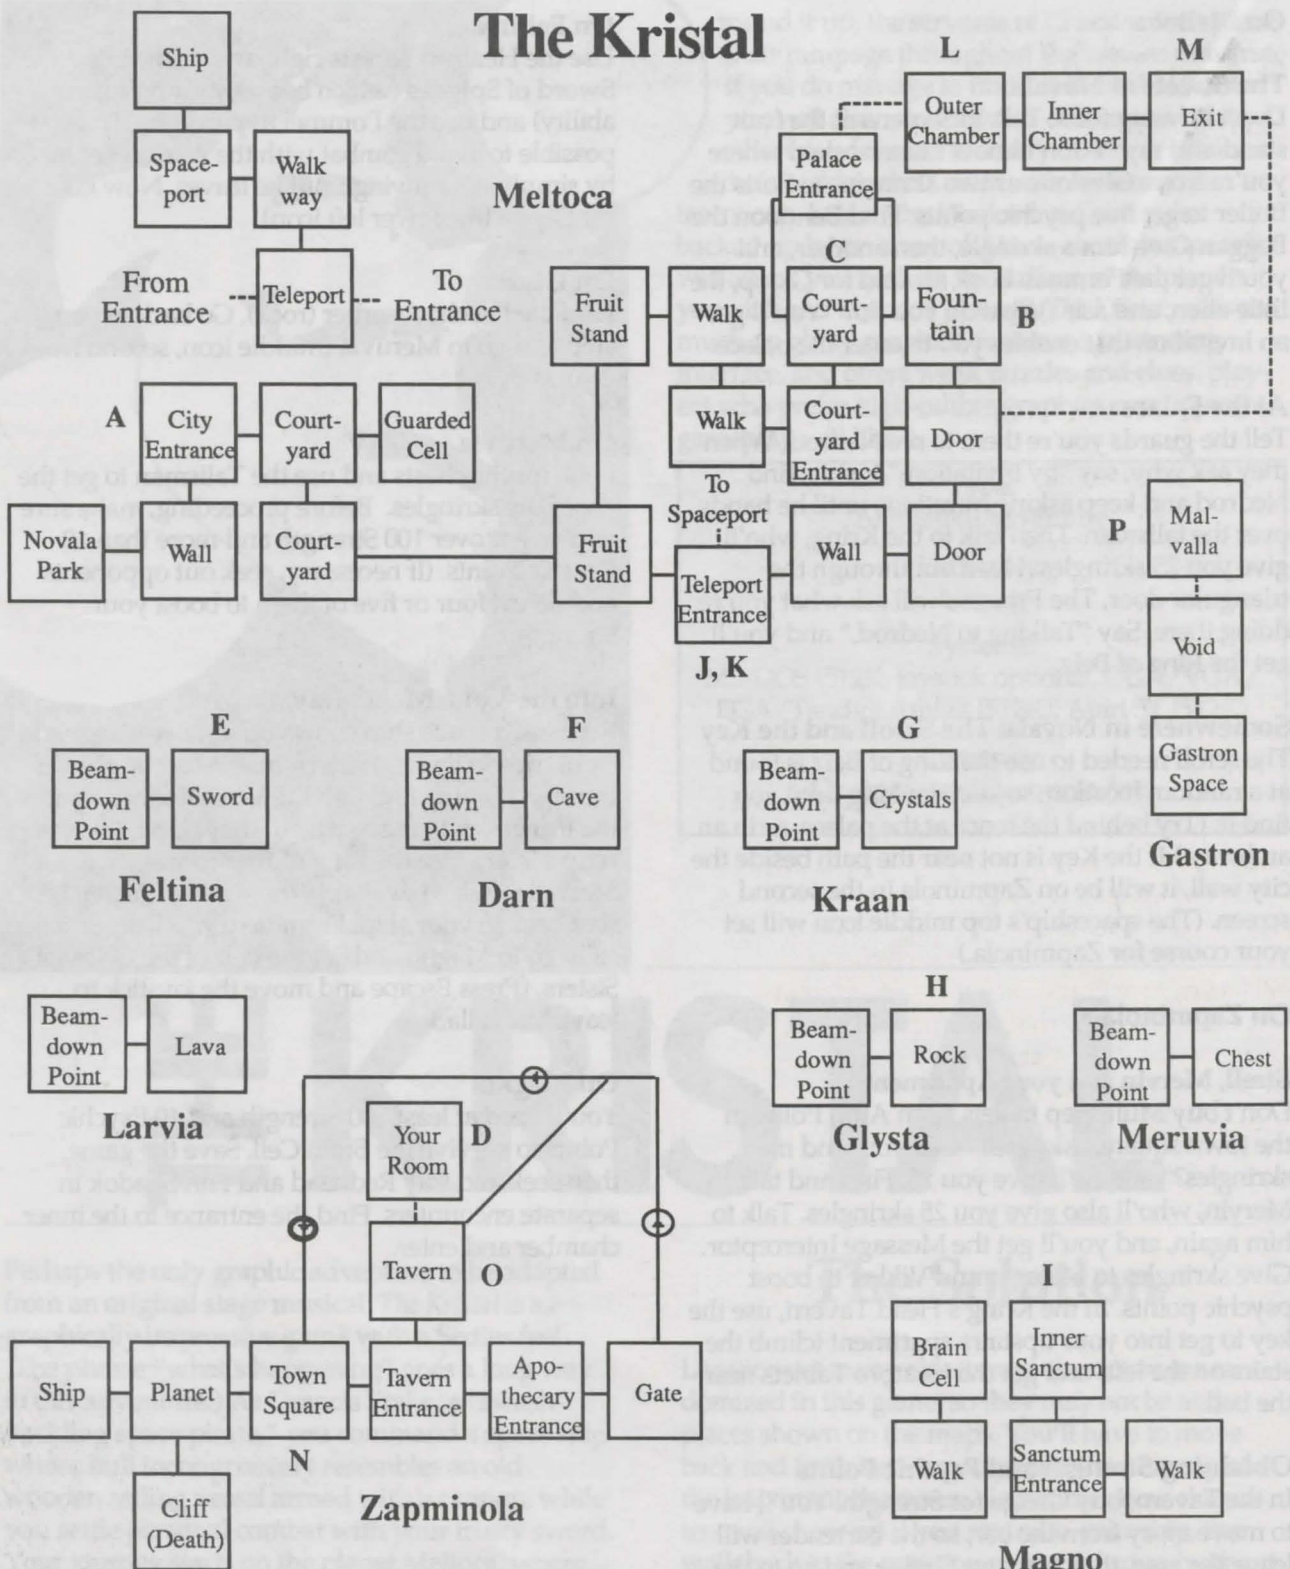 The Kristal
Ship
Space-
port
Walk
way
Meltoca
From
Entrance
Teleport
To
Entrance
A
City
Entrance
Court-
yard
Guarded
Cell
Nowalla
Park
Wall
Court-
yard
L
Outer
Chamber
Inner
Chamber
M
Exit
Palace
Entrance
C
Fruit
Stand
Walk
Court-
yard
Foun-
tain
B
Walk
Court-
yard
Entrance
Door
To
Spaceport
Fruit
Stand
Wall
Door
Teleport
Entrance
J, K
P
Mal-
valla
Void
Gastron
Space
Gastron
E
Beam-
down
Point
Sword
Feltina
F
Beam-
down
Point
Cave
Darn
G
Beam-
down
Point
Crystals
Kraan
Beam-
down
Point
Lava
Larvia
H
Beam-
down
Point
Rock
Glysta
Beam-
down
Point
Chest
Meruvia
Your
Room
D
Tavern
O
Ship
Planet
Town
Square
Tavern
Entrance
Apo-
thecary
Entrance
Gate
N
Cliff
(Death)
Zapminola
I
Brain
Cell
Inner
Sanctum
Walk
Sanctum
Entrance
Walk
Magno